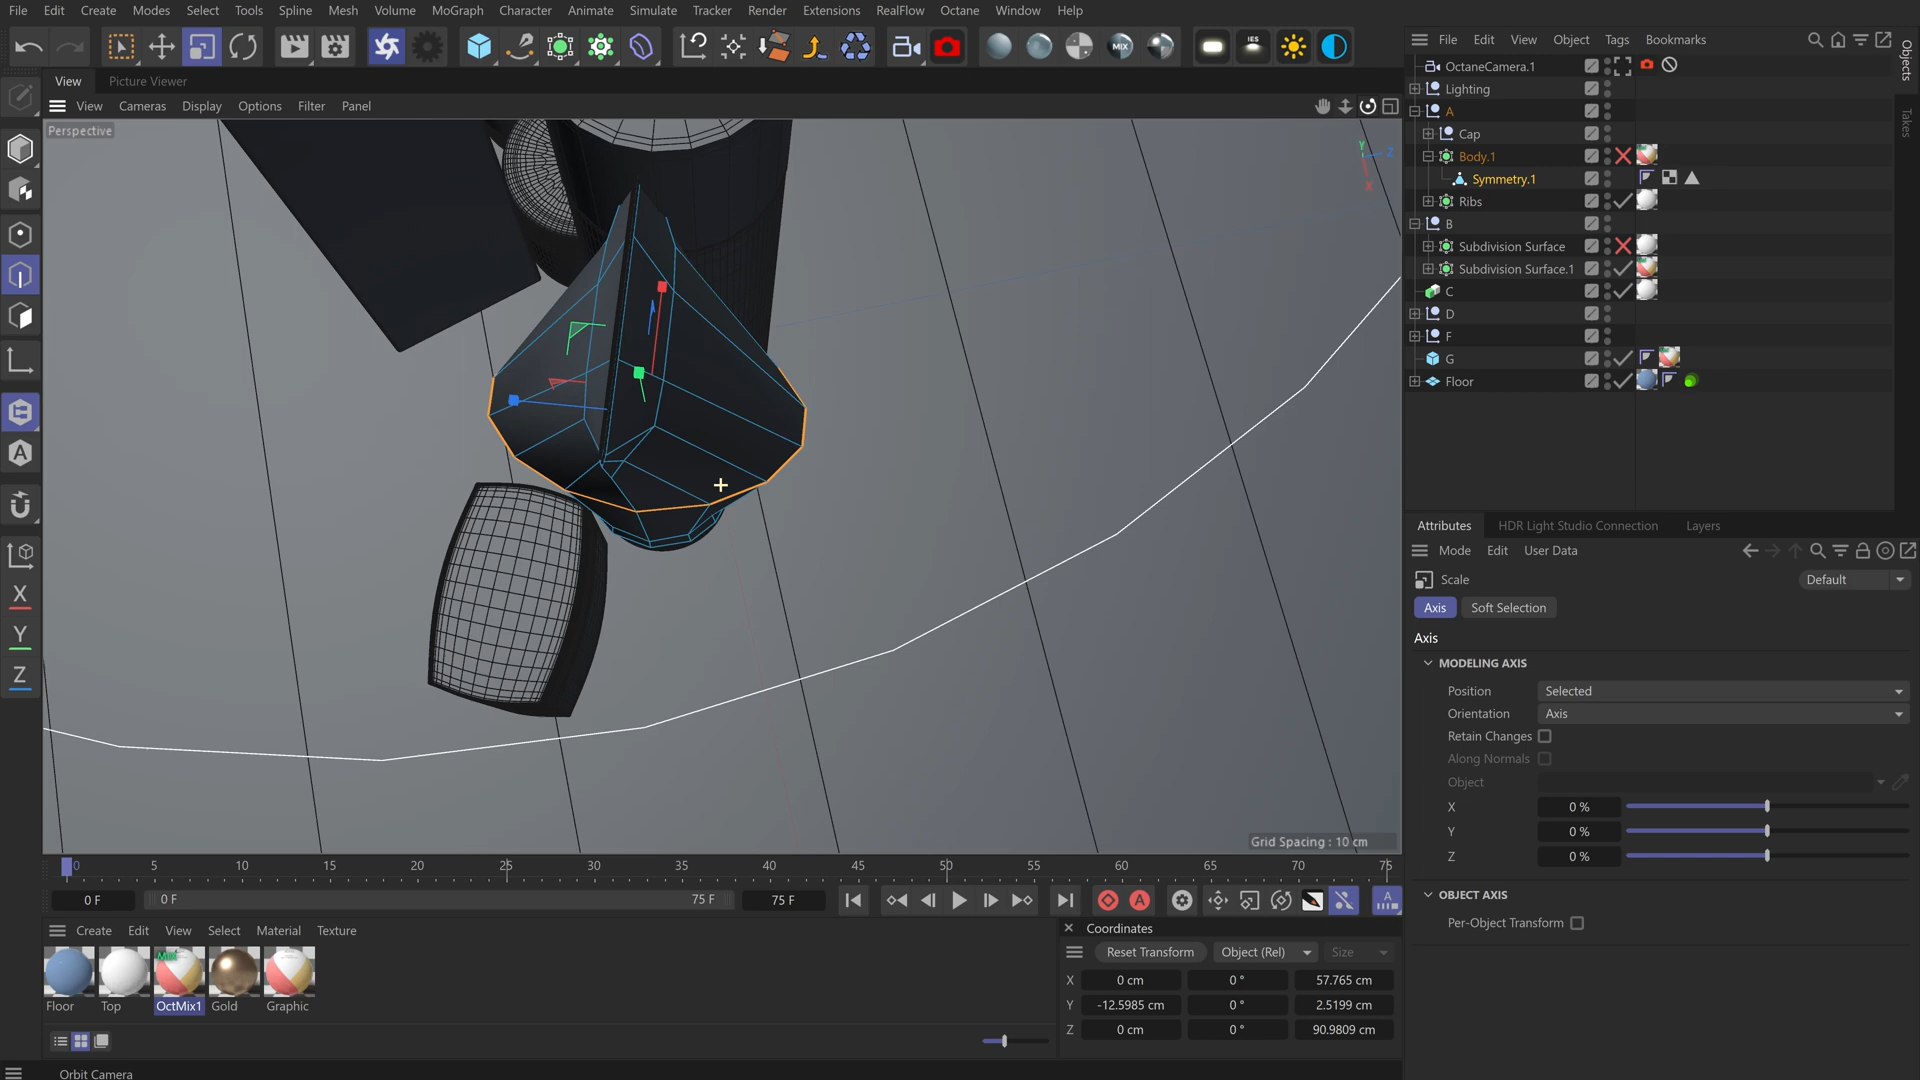 File Edit Create Modes Select Tools Spline Mesh Volume MoGraph Character Animate Simulate Tracker Render Extensions RealFlow Octane Window Help
MIX IES
View Picture Viewer
View Cameras Display Options Filter Panel
Perspective
Y Z X
Grid Spacing : 10 cm
X
Y
Z
0 5 10 15 20 25 30 35 40 45 50 55 60 65 70 75
0 F 0 F 75 F 75 F
Create Edit View Select Material Texture
Floor Top OctMix1 Gold Graphic
Orbit Camera
Coordinates
Reset Transform Object (Rel) Size
X 0 cm 0 ° 57.765 cm
Y -12.5985 cm 0 ° 2.5199 cm
Z 0 cm 0 ° 90.9809 cm
File Edit View Object Tags Bookmarks
Objects
Takes
OctaneCamera.1
Lighting
A
Cap
Body.1
Symmetry.1
Ribs
B
Subdivision Surface
Subdivision Surface.1
C
D
F
G
Floor
Attributes HDR Light Studio Connection Layers
Mode Edit User Data
Scale Default
Axis Soft Selection
Axis
MODELING AXIS
Position Selected
Orientation Axis
Retain Changes
Along Normals
Object
X 0 %
Y 0 %
Z 0 %
OBJECT AXIS
Per-Object Transform